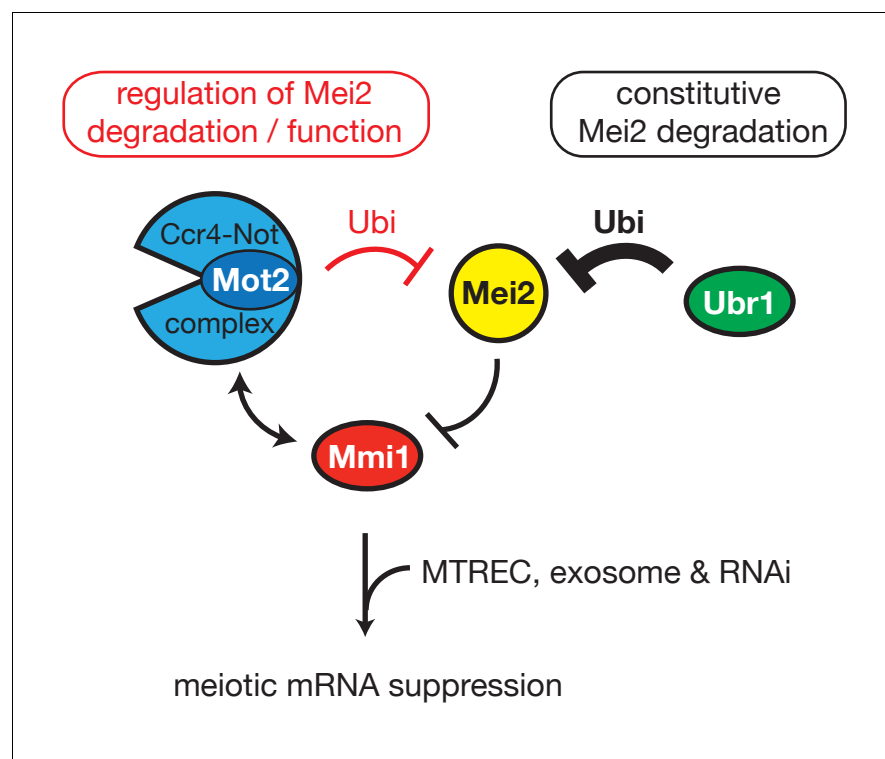 regulation of Mei2
degradation / function
constitutive
Mei2 degradation
Ccr4-Not
Mot2
complex
Ubi
Mei2
Ubi
Ubr1
Mmi1
MTREC, exosome & RNAi
meiotic mRNA suppression